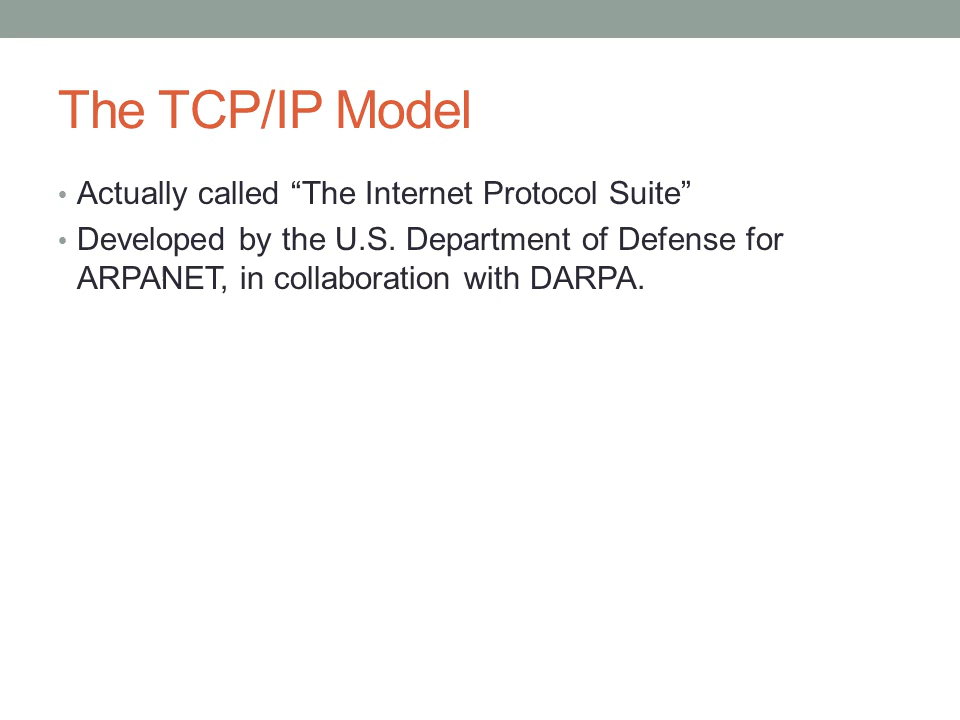 The TCP/IP Model
• Actually called “The Internet Protocol Suite”
• Developed by the U.S. Department of Defense for
ARPANET, in collaboration with DARPA.